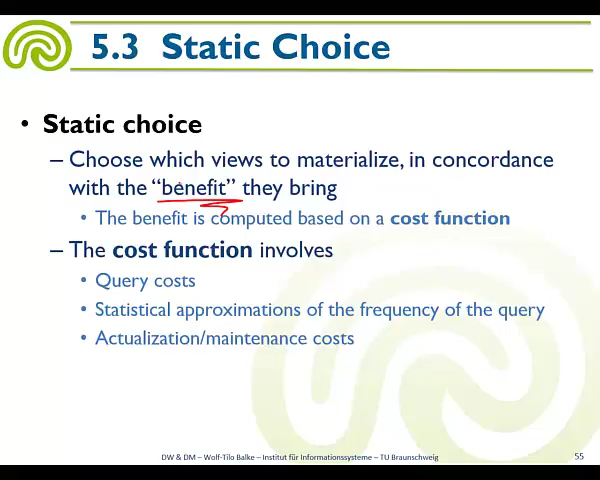 5.3 Static Choice
• Static choice
– Choose which views to materialize, in concordance
with the “benefit” they bring
• The benefit is computed based on a cost function
– The cost function involves
• Query costs
• Statistical approximations of the frequency of the query
• Actualization/maintenance costs
DW & DM – Wolf-Tilo Balke – Institut für Informationssysteme – TU Braunschweig
55